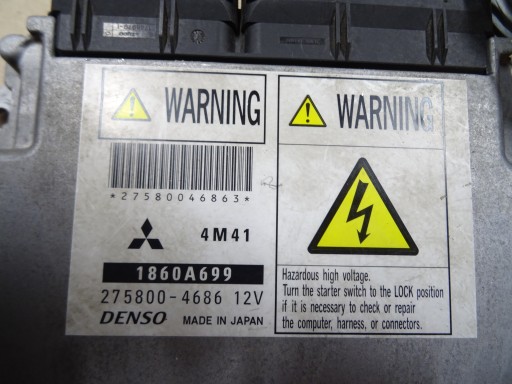 WARNING
*27580046863*
4M41
1860A699
275800-4686 12V
DENSO MADE IN JAPAN
WARNING
Hazardous high voltage.
Turn the starter switch to the LOCK position
if it is necessary to check or repair
the computer, harness, or connectors.